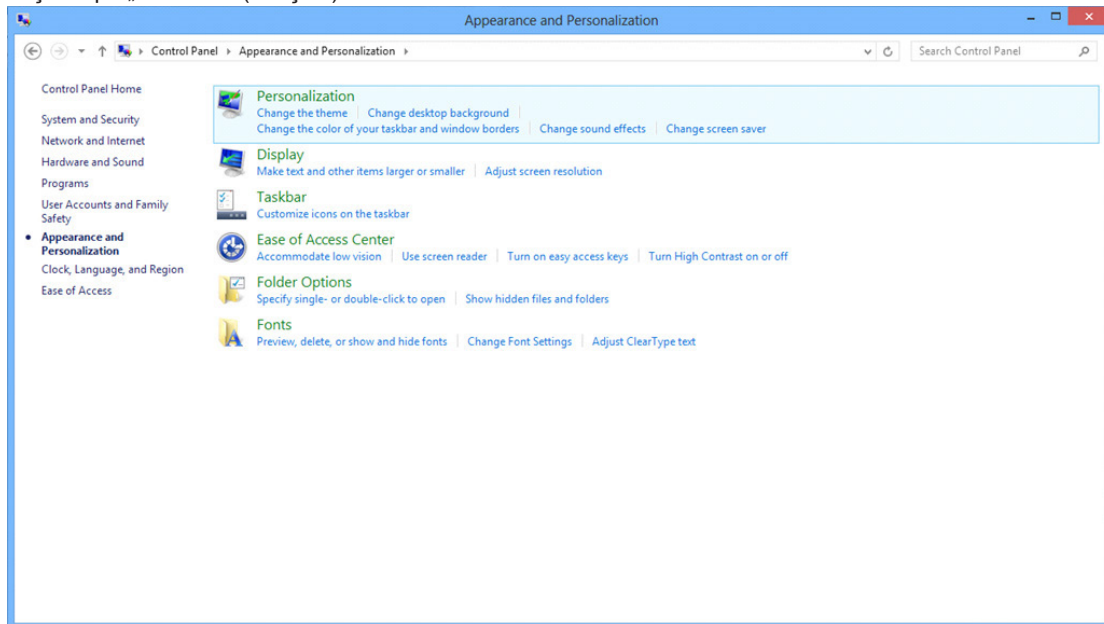 Appearance and Personalization
Control Panel Appearance and Personalization
Search Control Panel
Control Panel Home
System and Security
Network and Internet
Hardware and Sound
Programs
User Accounts and Family
Safety
Appearance and
Personalization
Clock, Language, and Region
Ease of Access
Personalization
Change the theme Change desktop background
Change the color of your taskbar and window borders Change sound effects Change screen saver
Display
Make text and other items larger or smaller Adjust screen resolution
Taskbar
Customize icons on the taskbar
Ease of Access Center
Accommodate low vision Use screen reader Turn on easy access keys Turn High Contrast on or off
Folder Options
Specify single- or double-click to open Show hidden files and folders
Fonts
Preview, delete, or show and hide fonts Change Font Settings Adjust ClearType text